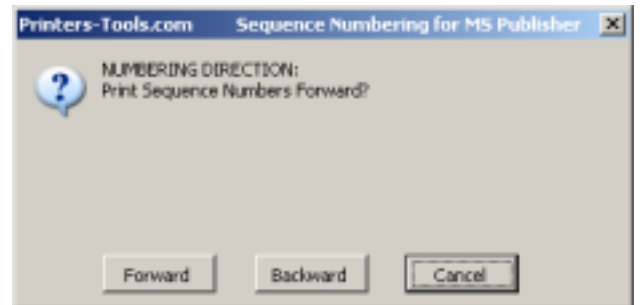 Printers-Tools.com Sequence Numbering for MS Publisher
NUMBERING DIRECTION:
Print Sequence Numbers Forward?
Forward Backward Cancel